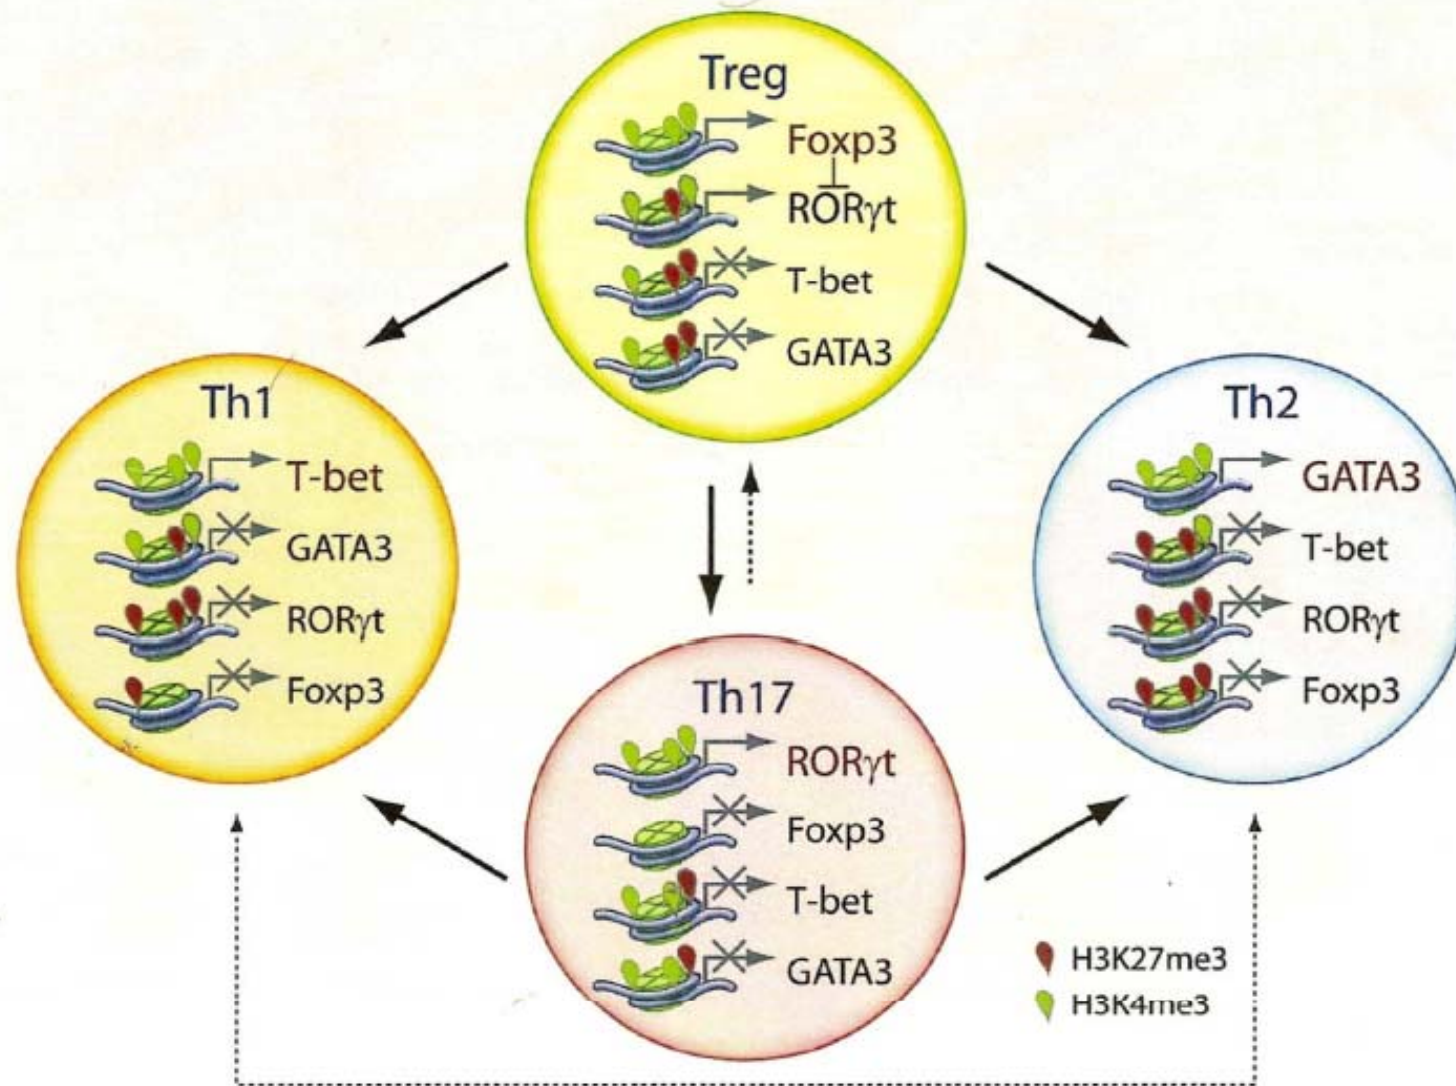 Treg
Foxp3
RORγt
T-bet
GATA3
Th1
T-bet
GATA3
RORγt
Foxp3
Th2
GATA3
T-bet
RORγt
Foxp3
Th17
RORγt
Foxp3
T-bet
GATA3
H3K27me3
H3K4me3